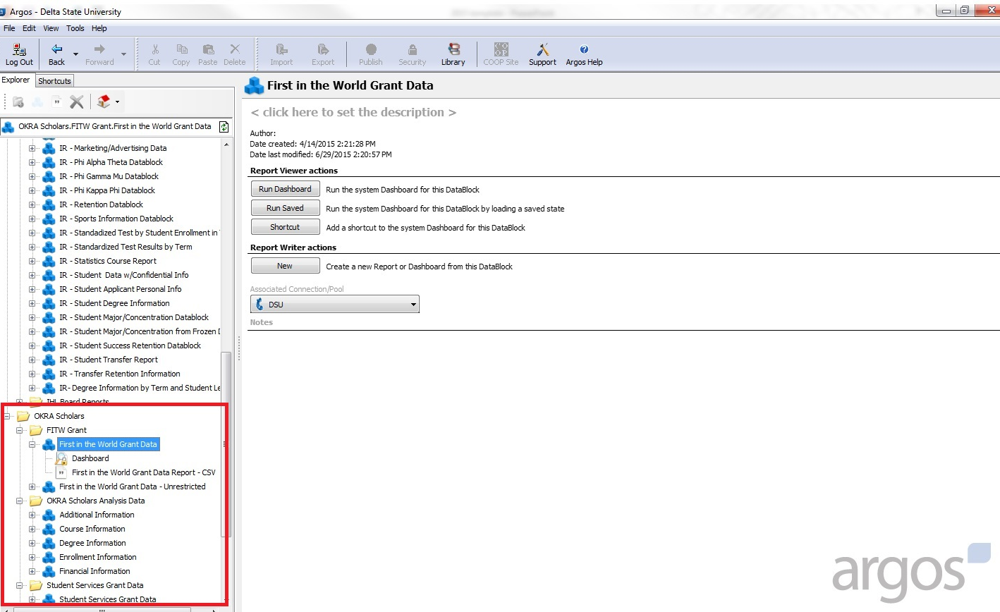 Argos - Delta State University
File Edit View Tools Help
Log Out Back Forward Cut Copy Paste Delete Import Export Publish Security Library COOP Site Support Argos Help
Explorer Shortcuts
OKRA Scholars.FITW Grant.First in the World Grant Data
IR - Marketing/Advertising Data
IR - Phi Alpha Theta Datablock
IR - Phi Gamma Mu Datablock
IR - Phi Kappa Phi Datablock
IR - Retention Datablock
IR - Sports Information Datablock
IR - Standadized Test by Student Enrollment in
IR - Standardized Test Results by Term
IR - Statistics Course Report
IR - Student Data w/Confidential Info
IR - Student Applicant Personal Info
IR - Student Degree Information
IR - Student Major/Concentration Datablock
IR - Student Major/Concentration from Frozen
IR - Student Success Retention Datablock
IR - Student Transfer Report
IR - Transfer Retention Information
IR- Degree Information by Term and Student Le
IHL Board Reports
OKRA Scholars
FITW Grant
First in the World Grant Data
Dashboard
First in the World Grant Data Report - CSV
First in the World Grant Data - Unrestricted
OKRA Scholars Analysis Data
Additional Information
Course Information
Degree Information
Enrollment Information
Financial Information
Student Services Grant Data
Student Services Grant Data
First in the World Grant Data
< click here to set the description >
Author:
Date created: 4/14/2015 2:21:28 PM
Date last modified: 6/29/2015 2:20:57 PM
Report Viewer actions
Run Dashboard Run the system Dashboard for this DataBlock
Run Saved Run the system Dashboard for this DataBlock by loading a saved state
Shortcut Add a shortcut to the system Dashboard for this DataBlock
Report Writer actions
New Create a new Report or Dashboard from this DataBlock
Associated Connection/Pool
DSU
Notes
argos